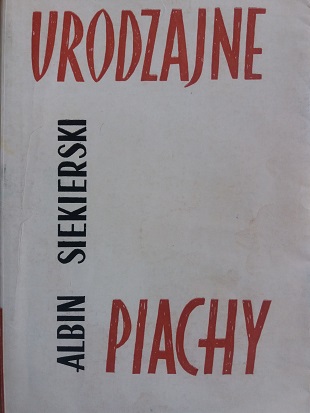 URODZAJNE
ALBIN SIEKIERSKI
PIACHY